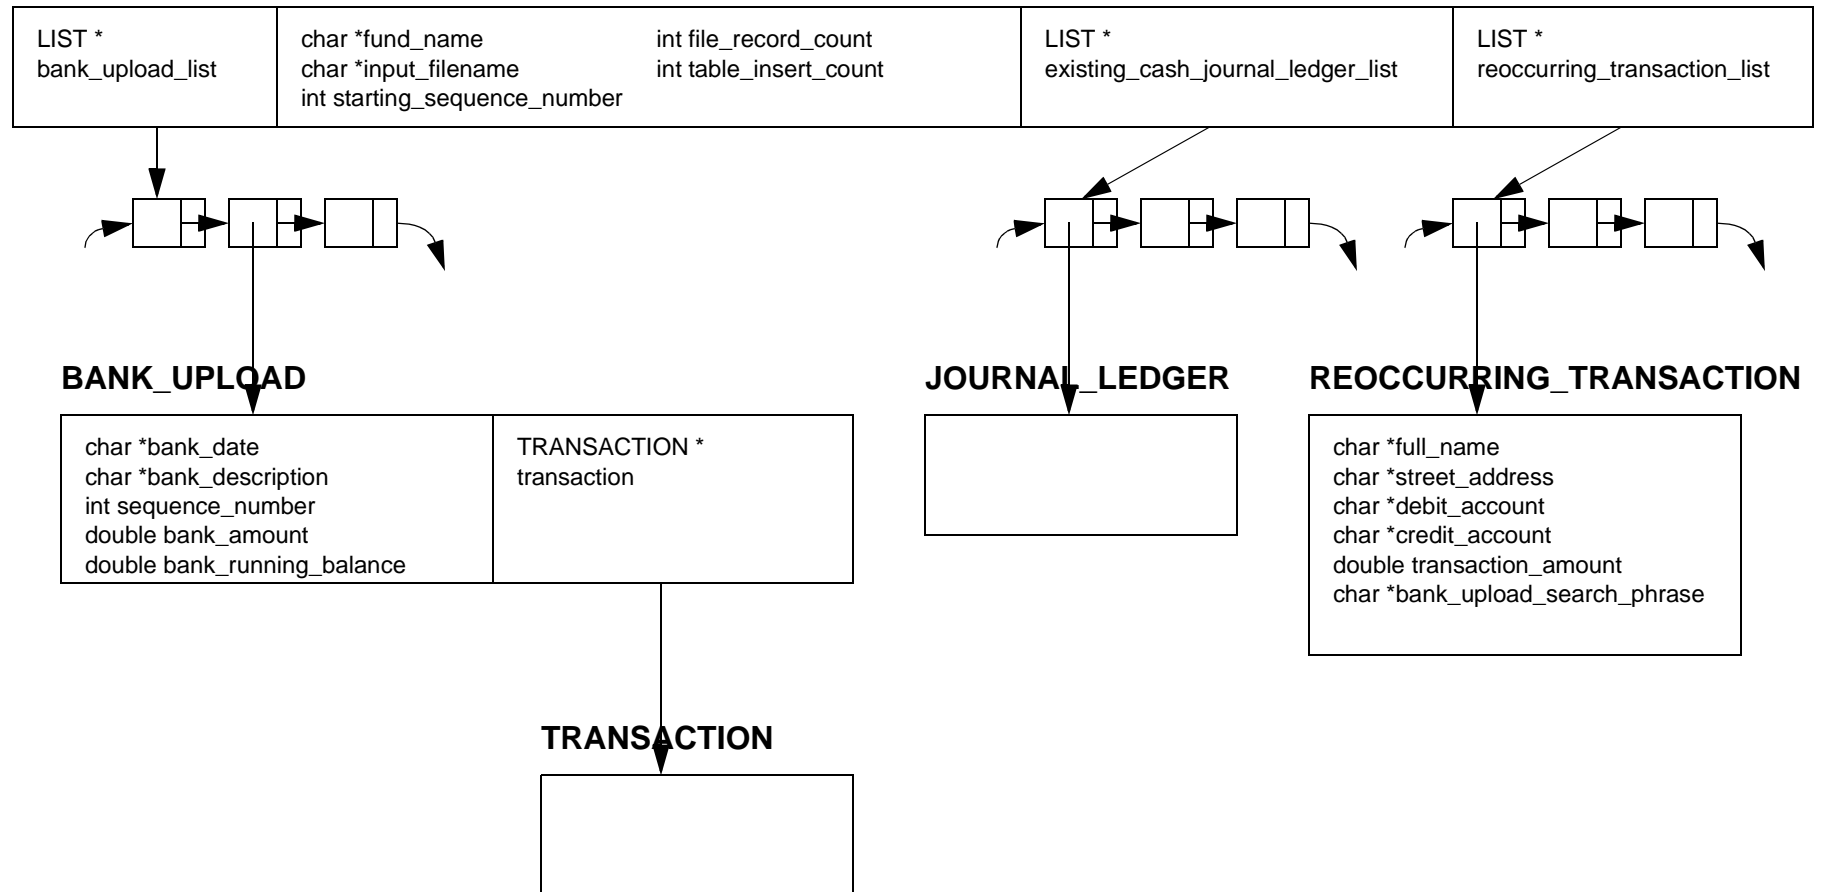 LIST *
bank_upload_list
char *fund_name
char *input_filename
int starting_sequence_number
int file_record_count
int table_insert_count
LIST *
existing_cash_journal_ledger_list
LIST *
reoccurring_transaction_list
BANK_UPLOAD
char *bank_date
char *bank_description
int sequence_number
double bank_amount
double bank_running_balance
TRANSACTION *
transaction
JOURNAL_LEDGER
REOCCURRING_TRANSACTION
char *full_name
char *street_address
char *debit_account
char *credit_account
double transaction_amount
char *bank_upload_search_phrase
TRANSACTION